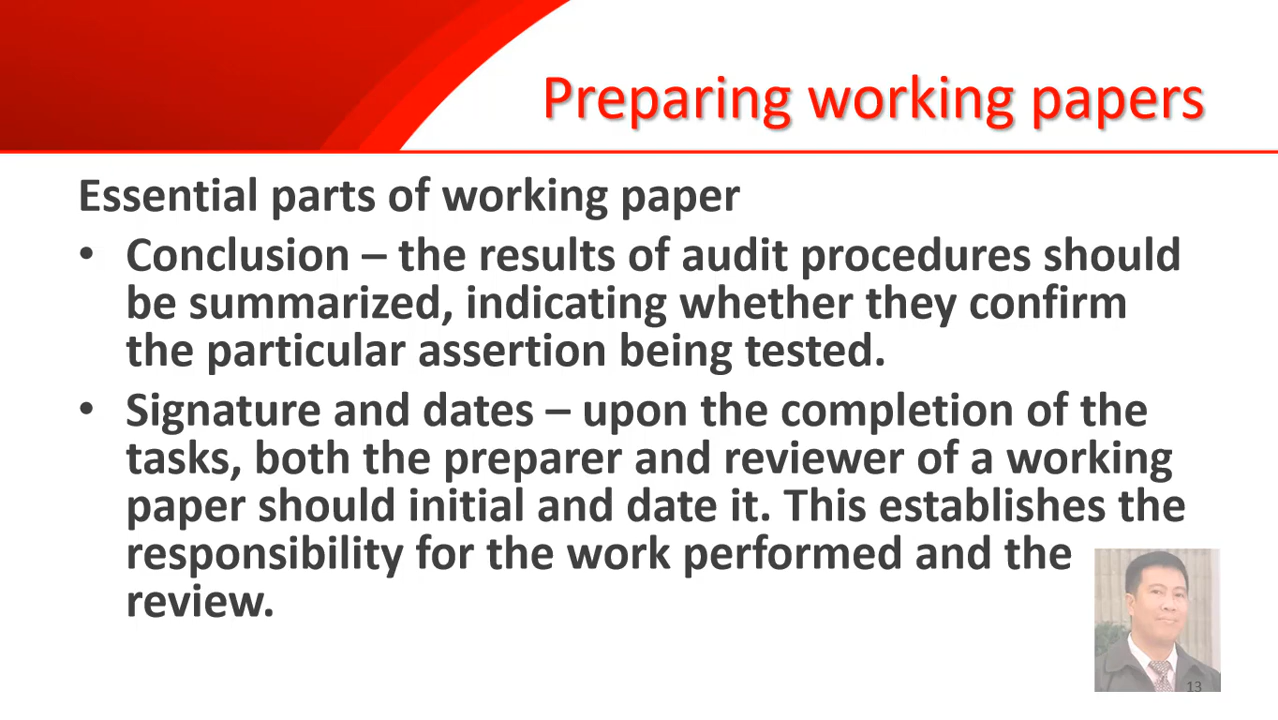 Preparing working papers
Essential parts of working paper
• Conclusion – the results of audit procedures should
be summarized, indicating whether they confirm
the particular assertion being tested.
• Signature and dates – upon the completion of the
tasks, both the preparer and reviewer of a working
paper should initial and date it. This establishes the
responsibility for the work performed and the
review.
13